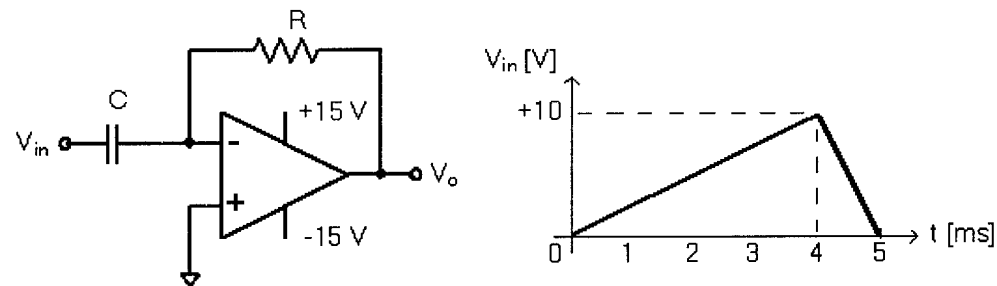 R
C
+15 V
V_in
-
V_o
+
-15 V
V_in [V]
+10
0 1 2 3 4 5 t [ms]